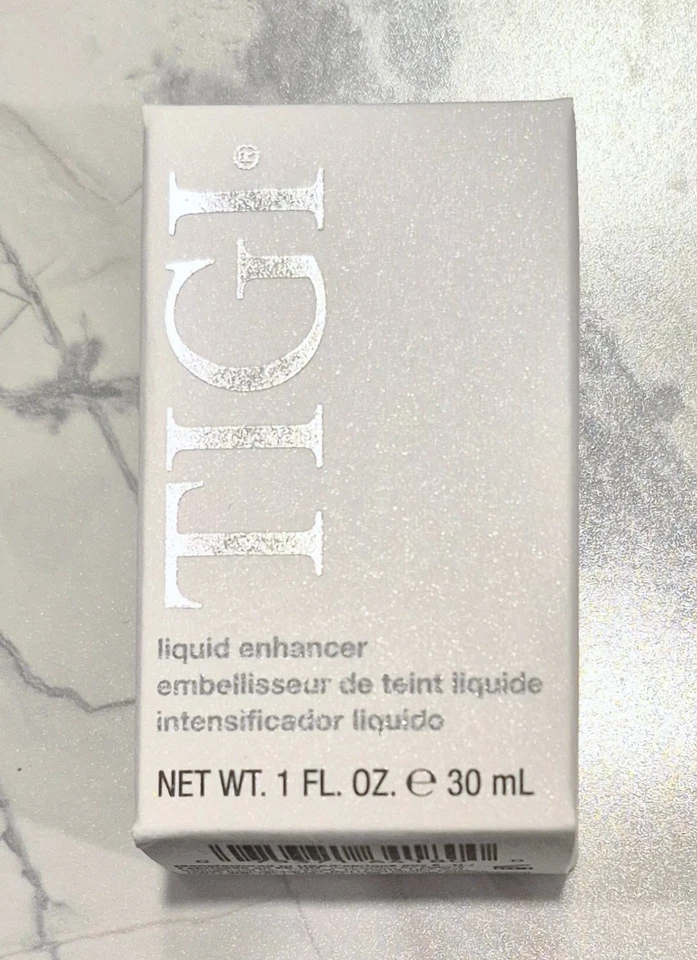 TIGI®
liquid enhancer
embellisseur de teint liquide
intensificador liquido
NET WT. 1 FL. OZ. ℮ 30 mL